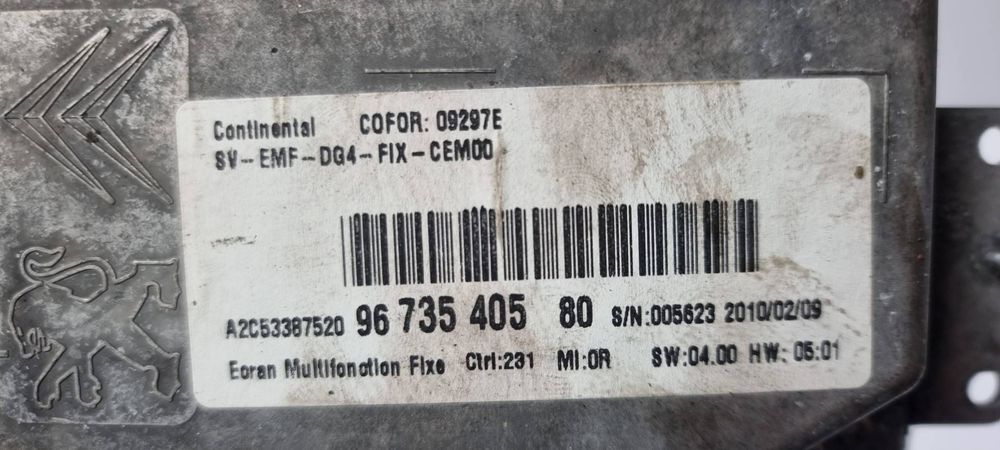 Continental COFOR: 09297E
SV-EMF-DG4-FIX-CEM00
A2C53387520 96 735 405 80 S/N:005623 2010/02/09
Ecran Multifonction Fixe Ctrl:231 MI:0R SW:04.00 HW: 05:01